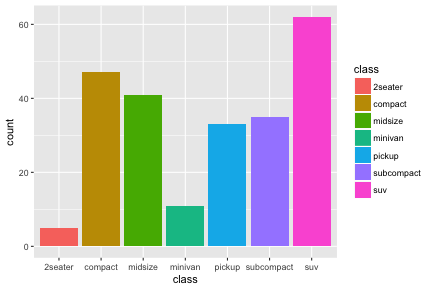 60
40
20
0
count
2seater compact midsize minivan pickup subcompact suv
class
class
2seater
compact
midsize
minivan
pickup
subcompact
suv